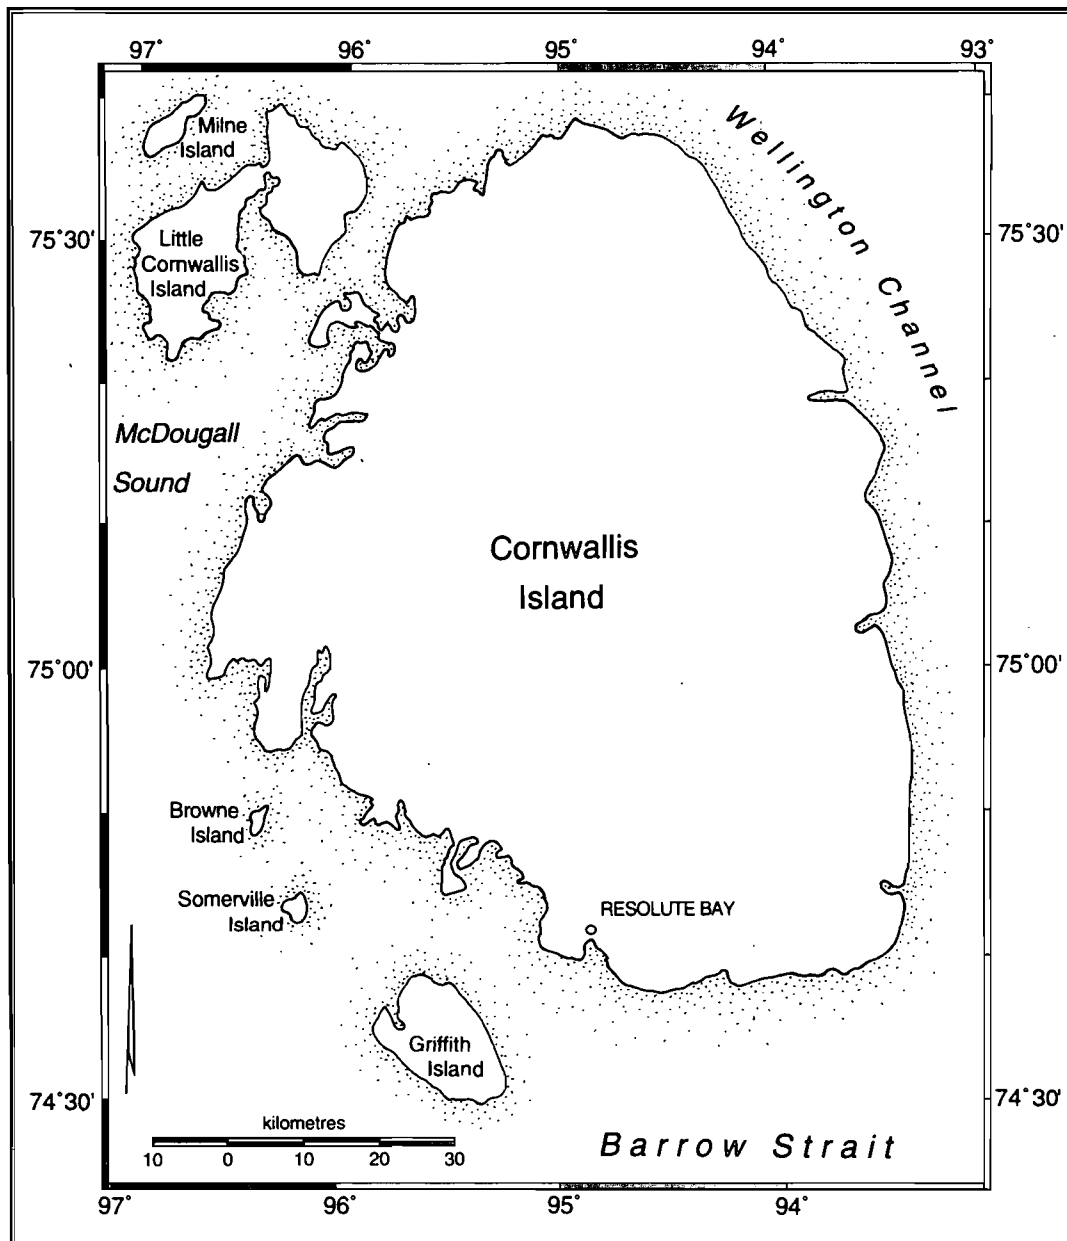 97° 96° 95° 94° 93°
Milne
Island
Wellington Channel
75°30' 75°30'
Little
Cornwallis
Island
McDougall
Sound
Cornwallis
Island
75°00' 75°00'
Browne
Island
Somerville
Island
RESOLUTE BAY
Griffith
Island
74°30' 74°30'
kilometres
10 0 10 20 30
Barrow Strait
97° 96° 95° 94°